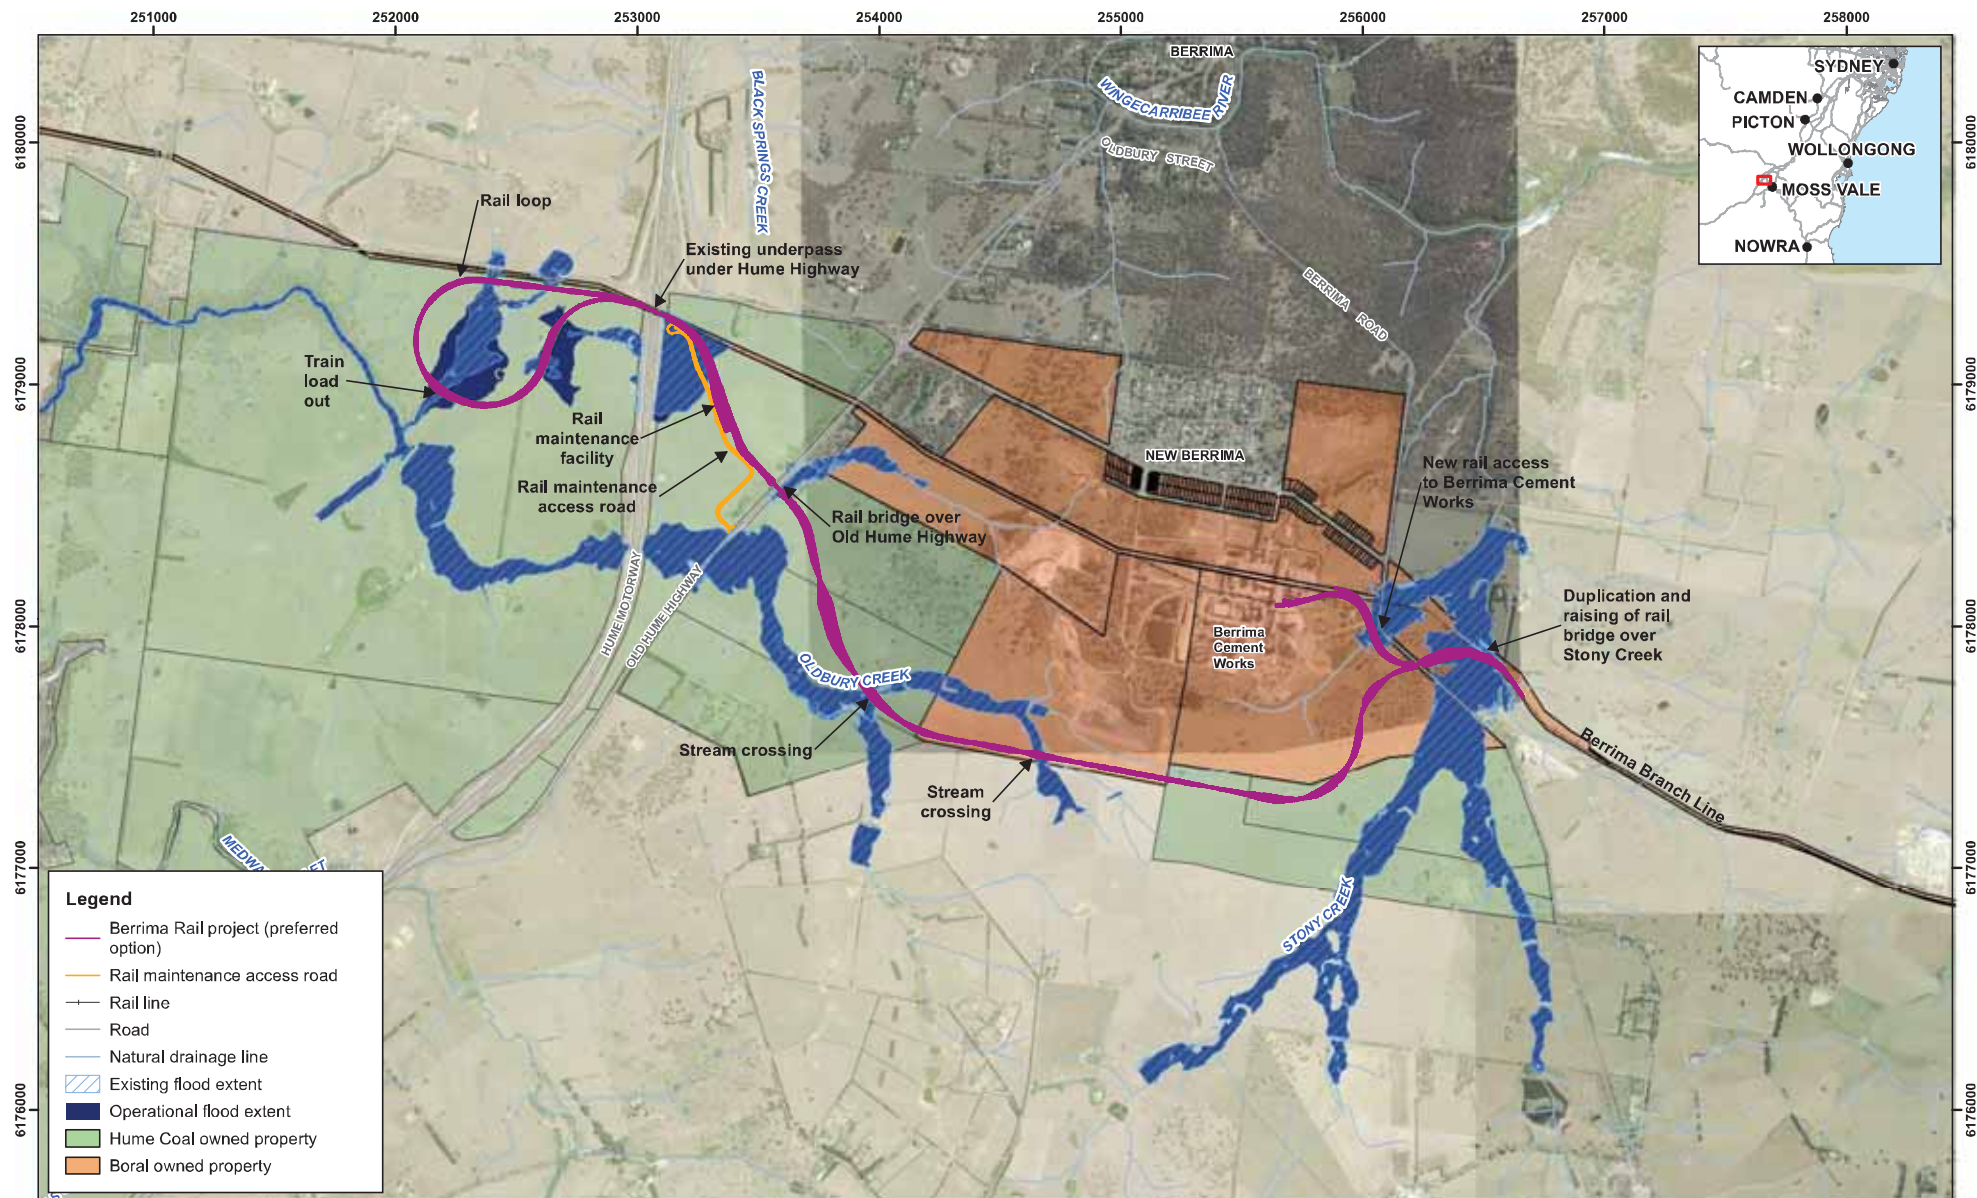 251000
252000
253000
254000
255000
256000
257000
258000
6180000
6179000
6178000
6177000
6176000
6180000
6179000
6178000
6177000
6176000
BERRIMA
WINGECARRIBEE RIVER
OLDBURY STREET
BLACK SPRINGS CREEK
BERRIMA ROAD
SYDNEY
CAMDEN
PICTON
WOLLONGONG
MOSS VALE
NOWRA
Rail loop
Existing underpass
under Hume Highway
Train
load
out
Rail
maintenance
facility
Rail maintenance
access road
NEW BERRIMA
New rail access
to Berrima Cement
Works
Rail bridge over
Old Hume Highway
HUME MOTORWAY
OLD HUME HIGHWAY
Duplication and
raising of rail
bridge over
Stony Creek
Berrima
Cement
Works
OLDBURY CREEK
Stream crossing
Stream
crossing
Berrima Branch Line
STONY CREEK
Legend
Berrima Rail project (preferred
option)
Rail maintenance access road
Rail line
Road
Natural drainage line
Existing flood extent
Operational flood extent
Hume Coal owned property
Boral owned property